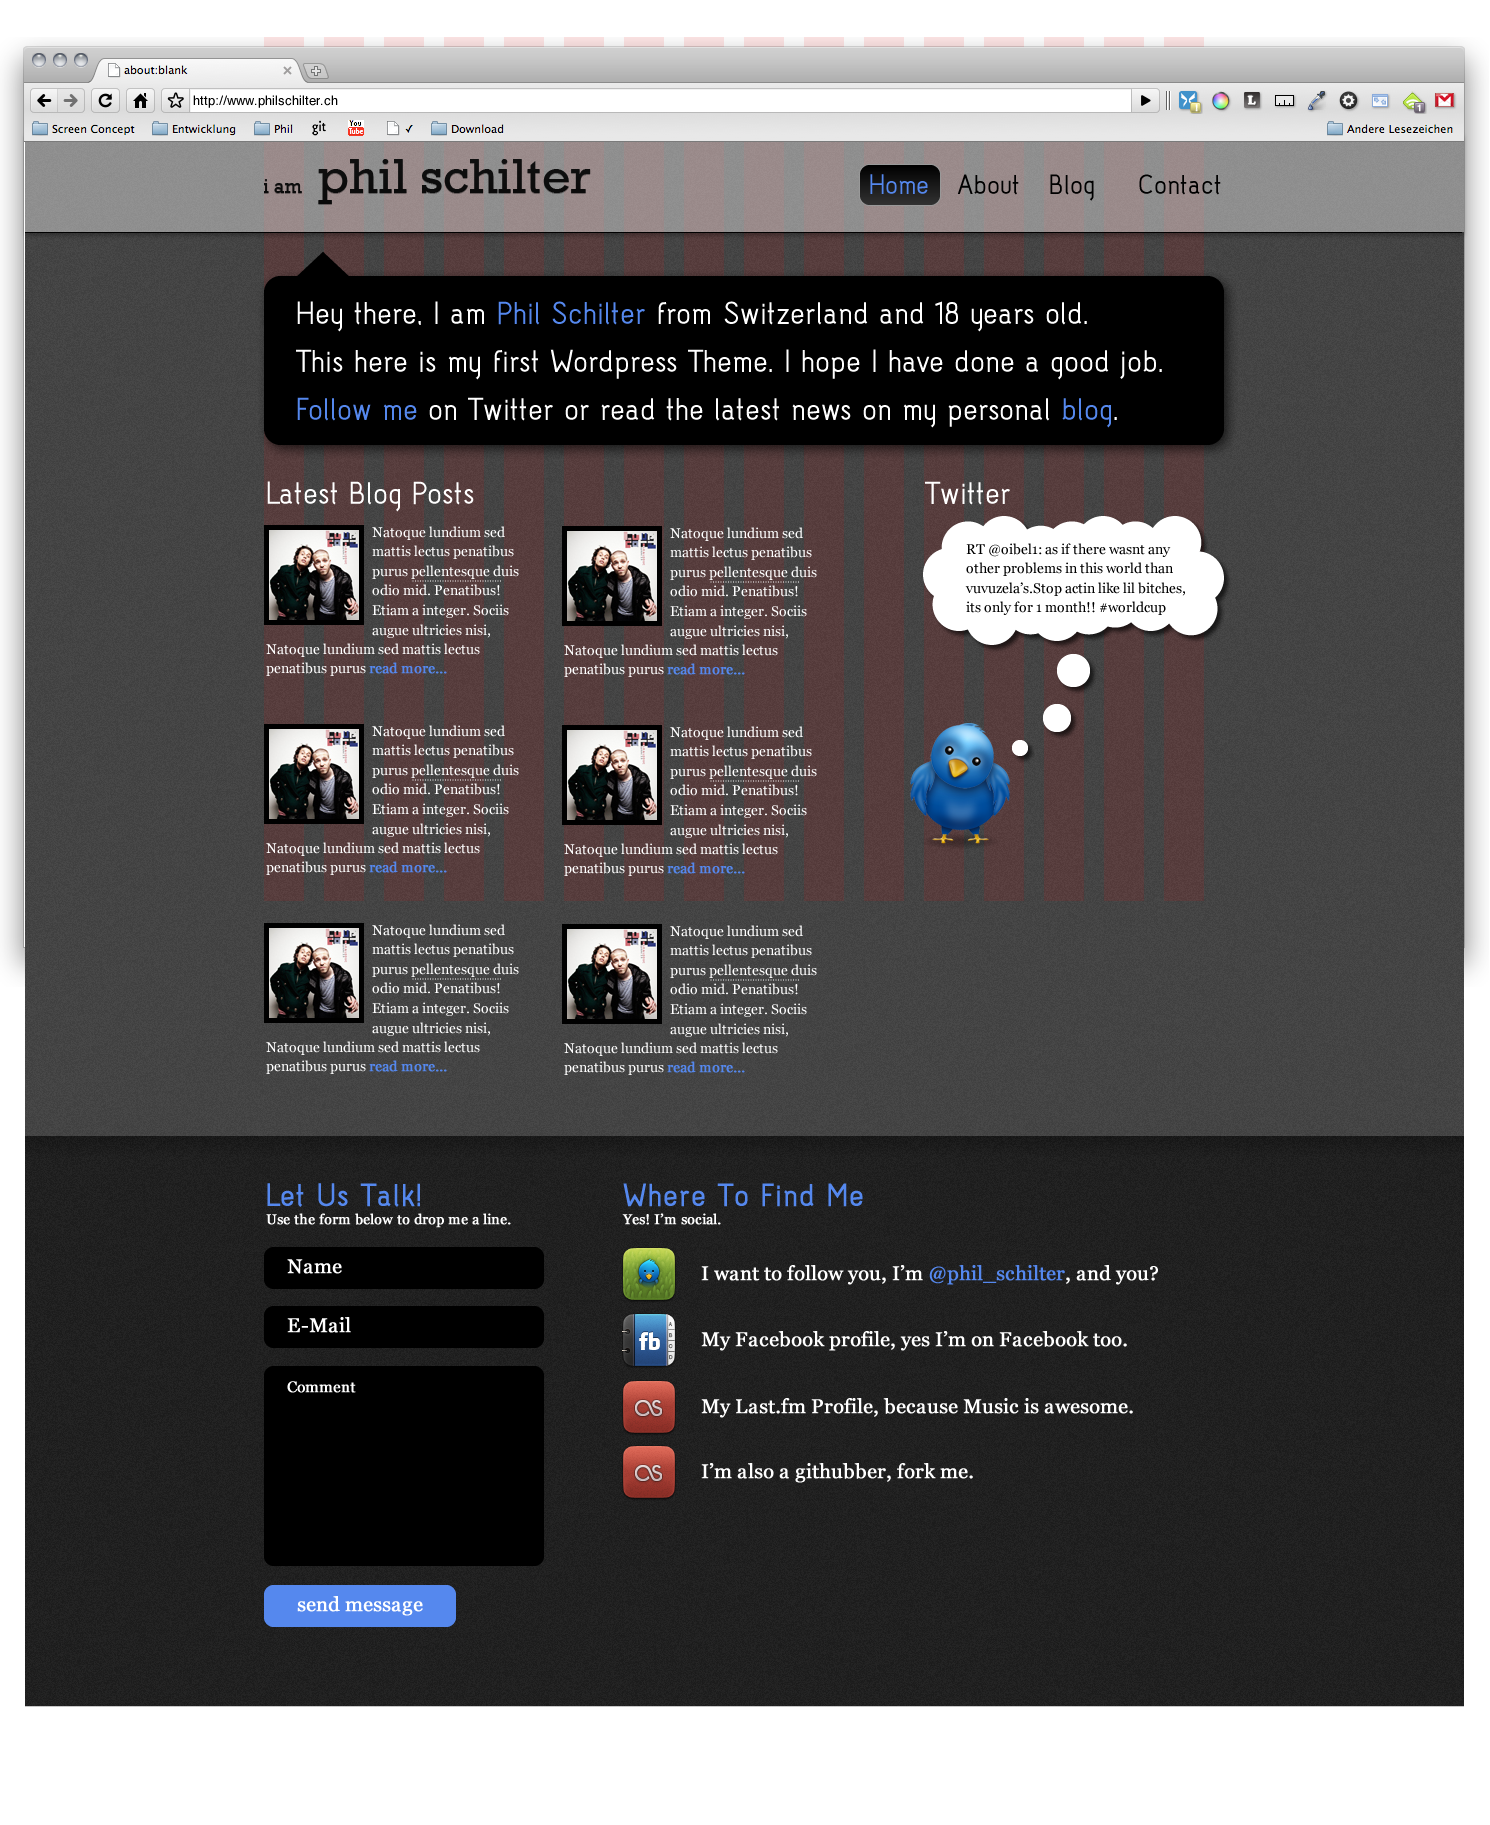 about:blank
http://www.philschilter.ch
Screen Concept Entwicklung Phil git You Tube ✓ Download Andere Lesezeichen
i am phil schilter
Home About Blog Contact
Hey there, I am Phil Schilter from Switzerland and 18 years old.
This here is my first Wordpress Theme. I hope I have done a good job.
Follow me on Twitter or read the latest news on my personal blog.
Latest Blog Posts
Natoque lundium sed
mattis lectus penatibus
purus pellentesque duis
odio mid. Penatibus!
Etiam a integer. Sociis
augue ultricies nisi,
Natoque lundium sed mattis lectus
penatibus purus read more...
Natoque lundium sed
mattis lectus penatibus
purus pellentesque duis
odio mid. Penatibus!
Etiam a integer. Sociis
augue ultricies nisi,
Natoque lundium sed mattis lectus
penatibus purus read more...
Natoque lundium sed
mattis lectus penatibus
purus pellentesque duis
odio mid. Penatibus!
Etiam a integer. Sociis
augue ultricies nisi,
Natoque lundium sed mattis lectus
penatibus purus read more...
Natoque lundium sed
mattis lectus penatibus
purus pellentesque duis
odio mid. Penatibus!
Etiam a integer. Sociis
augue ultricies nisi,
Natoque lundium sed mattis lectus
penatibus purus read more...
Natoque lundium sed
mattis lectus penatibus
purus pellentesque duis
odio mid. Penatibus!
Etiam a integer. Sociis
augue ultricies nisi,
Natoque lundium sed mattis lectus
penatibus purus read more...
Natoque lundium sed
mattis lectus penatibus
purus pellentesque duis
odio mid. Penatibus!
Etiam a integer. Sociis
augue ultricies nisi,
Natoque lundium sed mattis lectus
penatibus purus read more...
Twitter
RT @oibel1: as if there wasnt any
other problems in this world than
vuvuzela's.Stop actin like lil bitches,
its only for 1 month!! #worldcup
Let Us Talk!
Use the form below to drop me a line.
Name
E-Mail
Comment
send message
Where To Find Me
Yes! I'm social.
I want to follow you, I'm @phil_schilter, and you?
fb
My Facebook profile, yes I'm on Facebook too.
My Last.fm Profile, because Music is awesome.
I'm also a githubber, fork me.